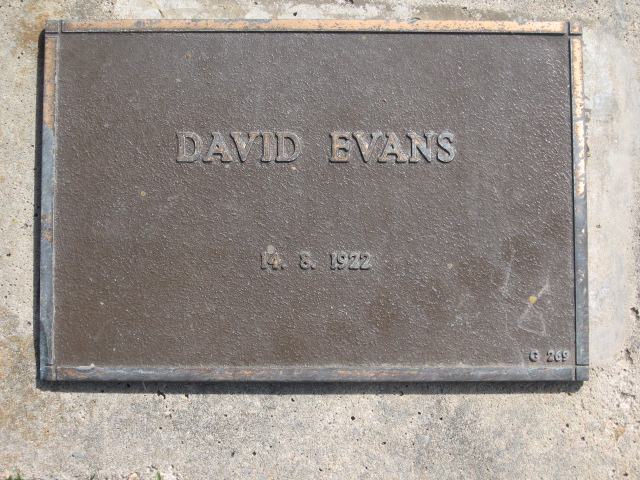 DAVID EVANS
14. 8. 1922
G 269